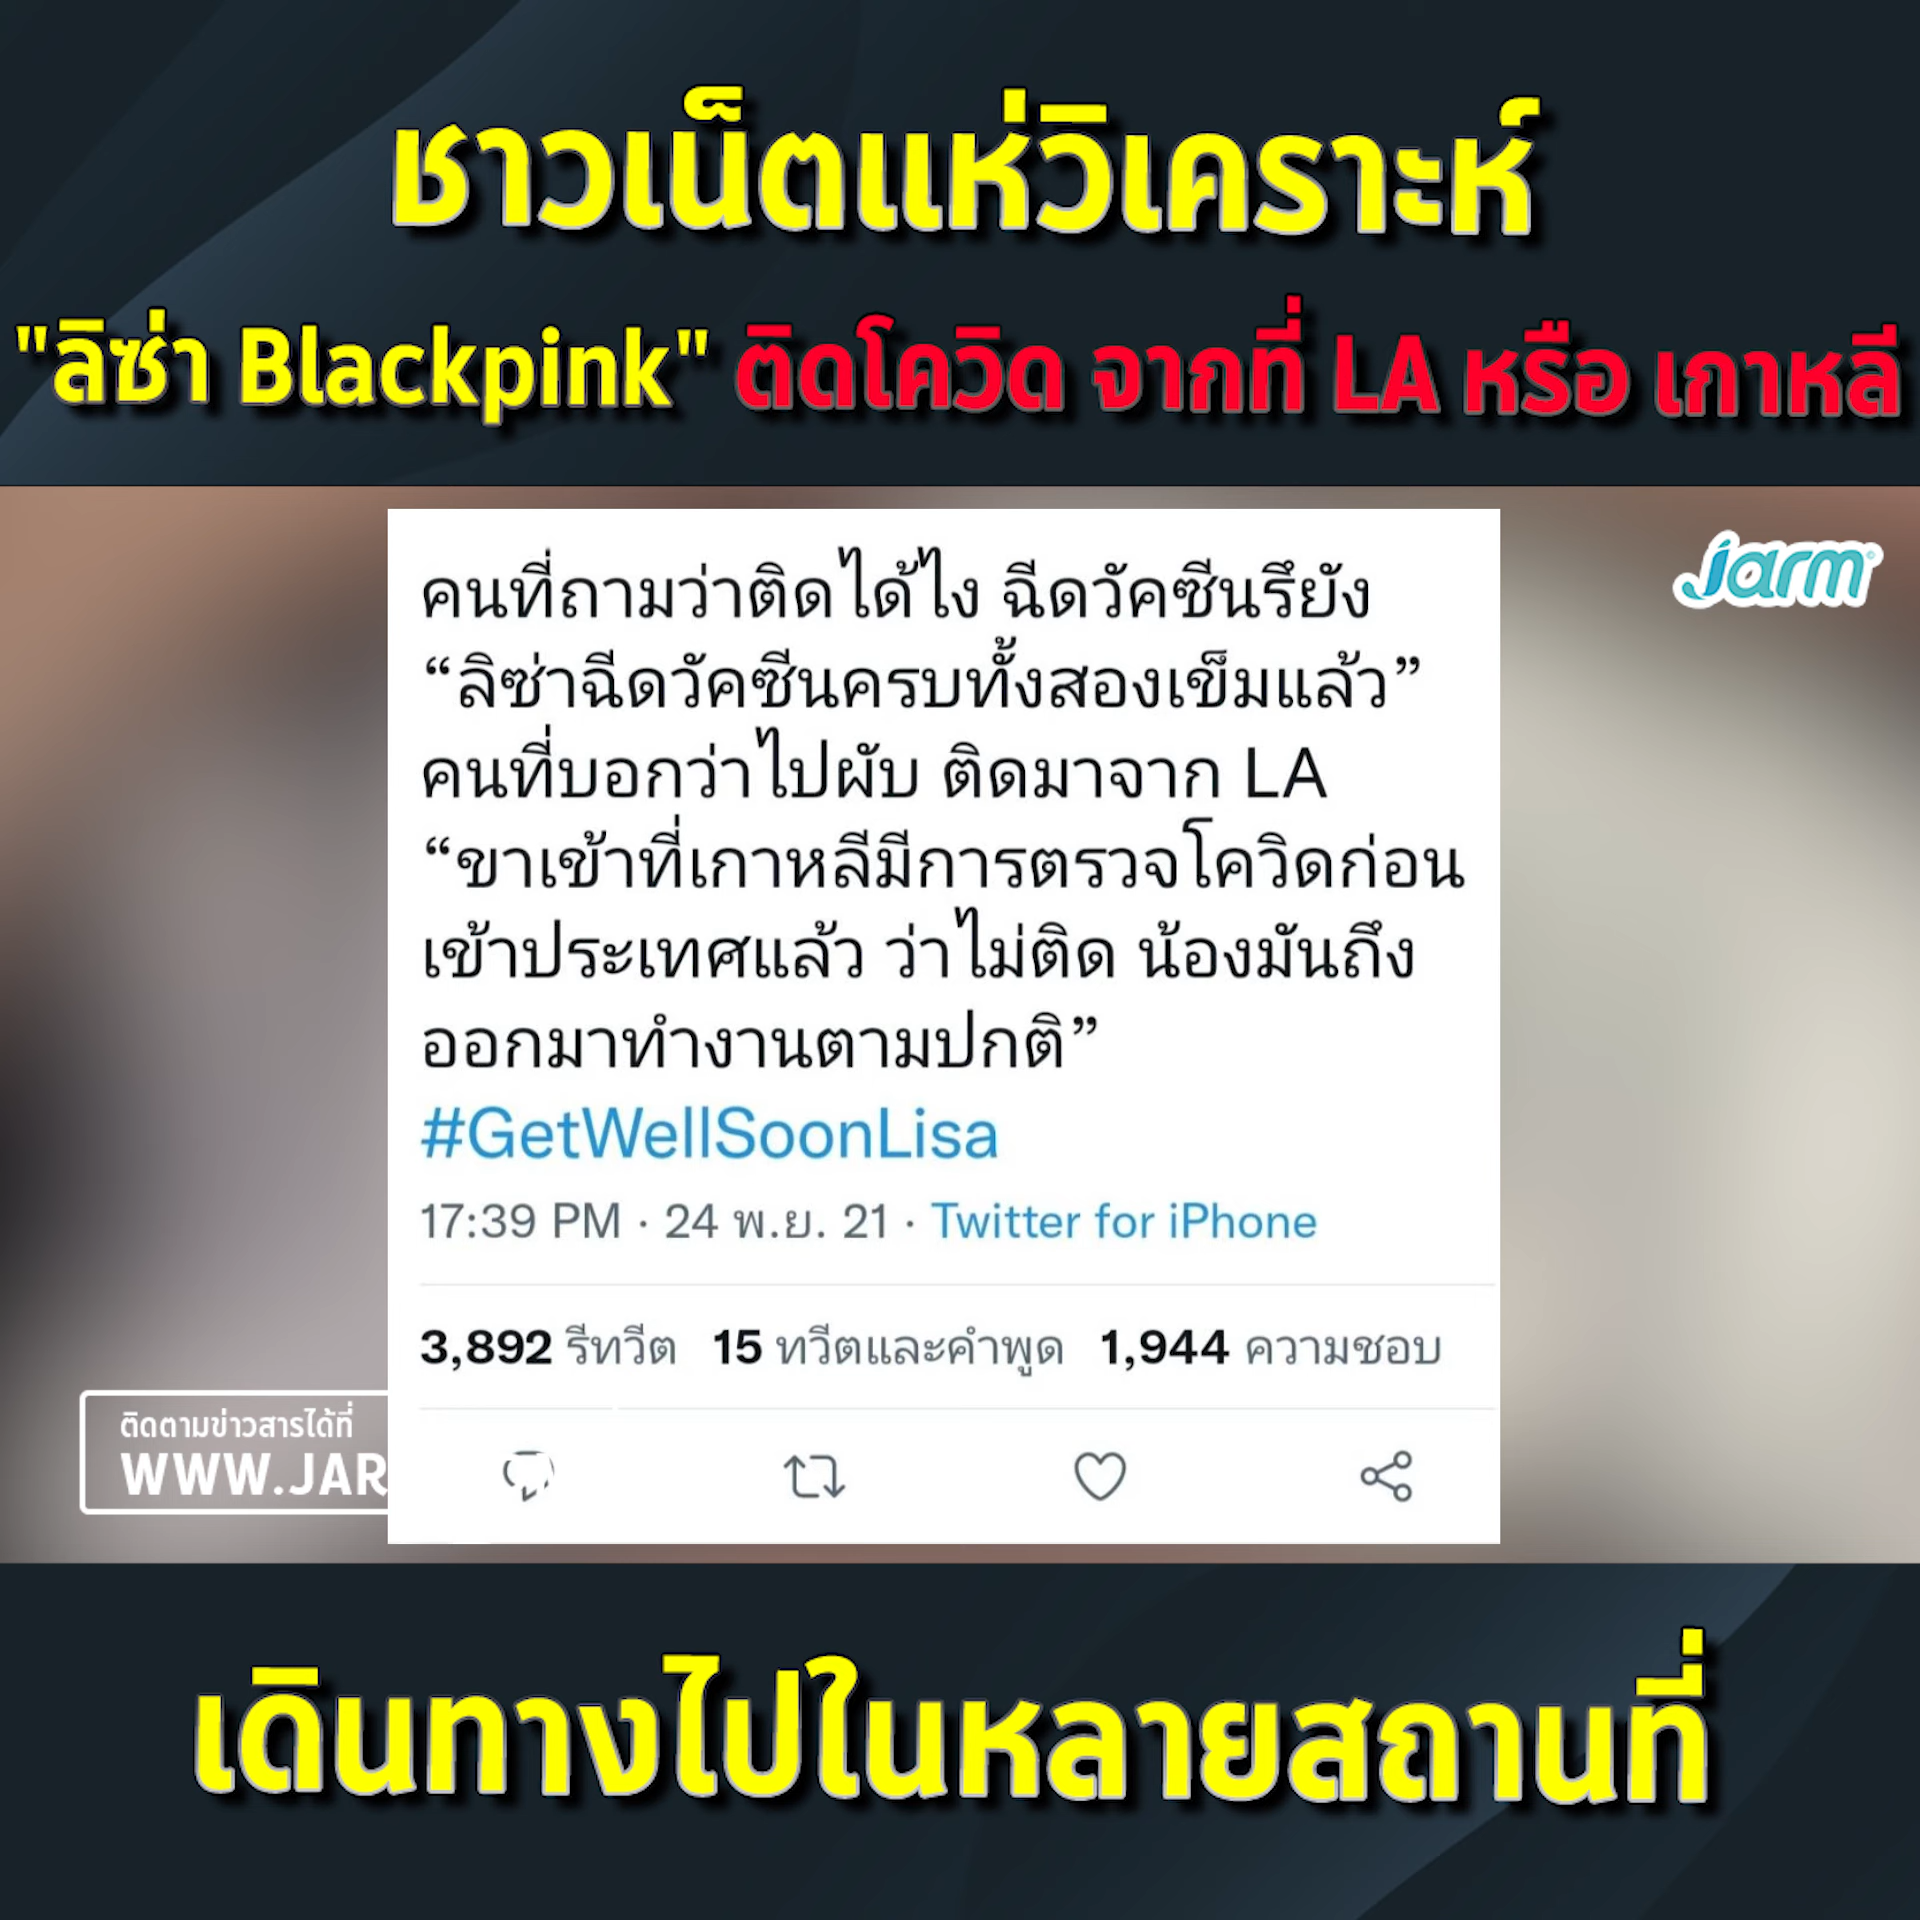 ชาวเน็ตแห่วิเคราะห์
"ลิซ่า Blackpink" ติดโควิด จากที่ LA หรือ เกาหลี
jarm
คนที่ถามว่าติดได้ไง ฉีดวัคซีนรึยัง
“ลิซ่าฉีดวัคซีนครบทั้งสองเข็มแล้ว”
คนที่บอกว่าไปผับ ติดมาจาก LA
“ขาเข้าที่เกาหลีมีการตรวจโควิดก่อน
เข้าประเทศแล้ว ว่าไม่ติด น้องมันถึง
ออกมาทำงานตามปกติ”
#GetWellSoonLisa
17:39 PM · 24 พ.ย. 21 · Twitter for iPhone
3,892 รีทวีต 15 ทวีตและคำพูด 1,944 ความชอบ
ติดตามข่าวสารได้ที่
WWW.JAR
เดินทางไปในหลายสถานที่